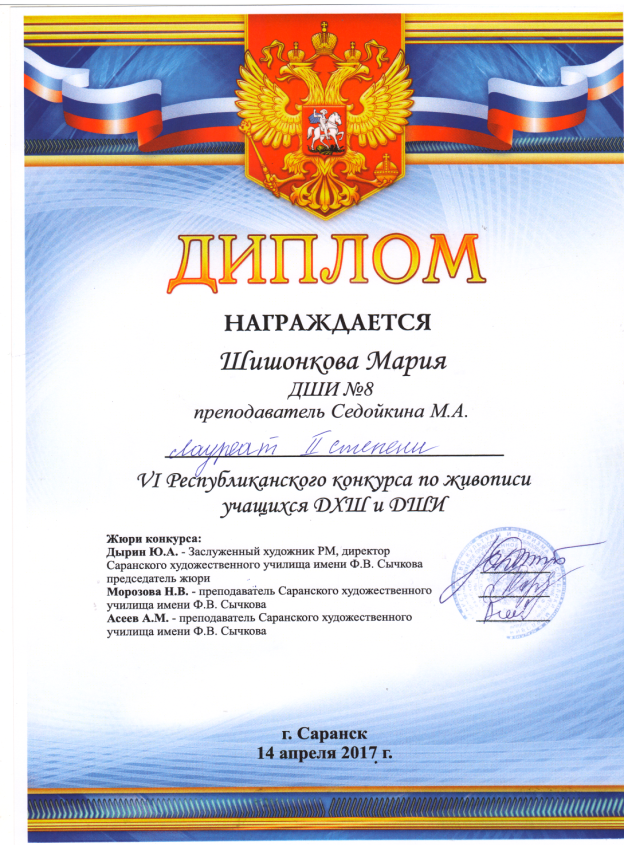 ДИПЛОМ
НАГРАЖДАЕТСЯ
Шишонкова Мария
ДШИ №8
преподаватель Седойкина М.А.
лауреат II степени
VI Республиканского конкурса по живописи
учащихся ДХШ и ДШИ
Жюри конкурса:
Дырин Ю.А. - Заслуженный художник РМ, директор
Саранского художественного училища имени Ф.В. Сычкова
председатель жюри
Морозова Н.В. - преподаватель Саранского художественного
училища имени Ф.В. Сычкова
Асеев А.М. - преподаватель Саранского художественного
училища имени Ф.В. Сычкова
г. Саранск
14 апреля 2017 г.